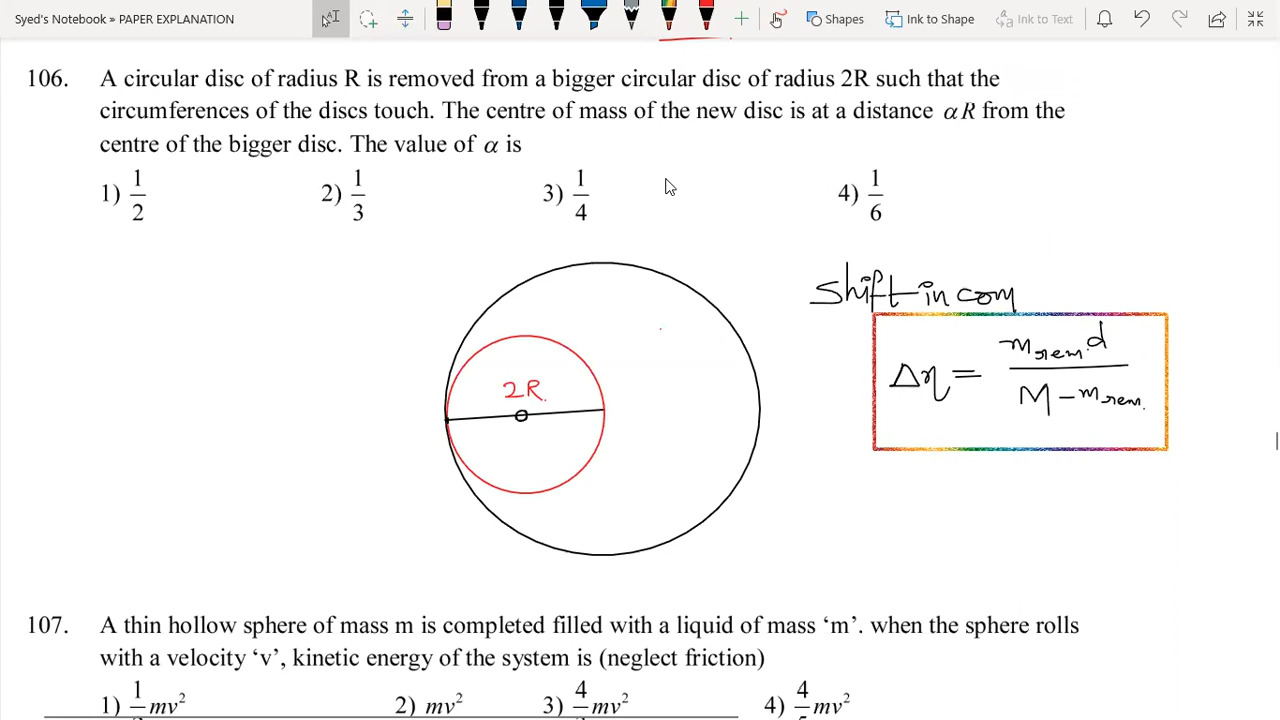 Syed's Notebook » PAPER EXPLANATION
Shapes
Ink to Shape
Ink to Text
106. A circular disc of radius R is removed from a bigger circular disc of radius 2R such that the
circumferences of the discs touch. The centre of mass of the new disc is at a distance αR from the
centre of the bigger disc. The value of α is
1) 1/2 2) 1/3 3) 1/4 4) 1/6
Shift in com
Δη = m_rem d / M - m_rem.
2R.
107. A thin hollow sphere of mass m is completed filled with a liquid of mass ‘m’. when the sphere rolls
with a velocity ‘v’, kinetic energy of the system is (neglect friction)
1) 1 mv² 2) mv² 3) 4 mv² 4) 4 mv²